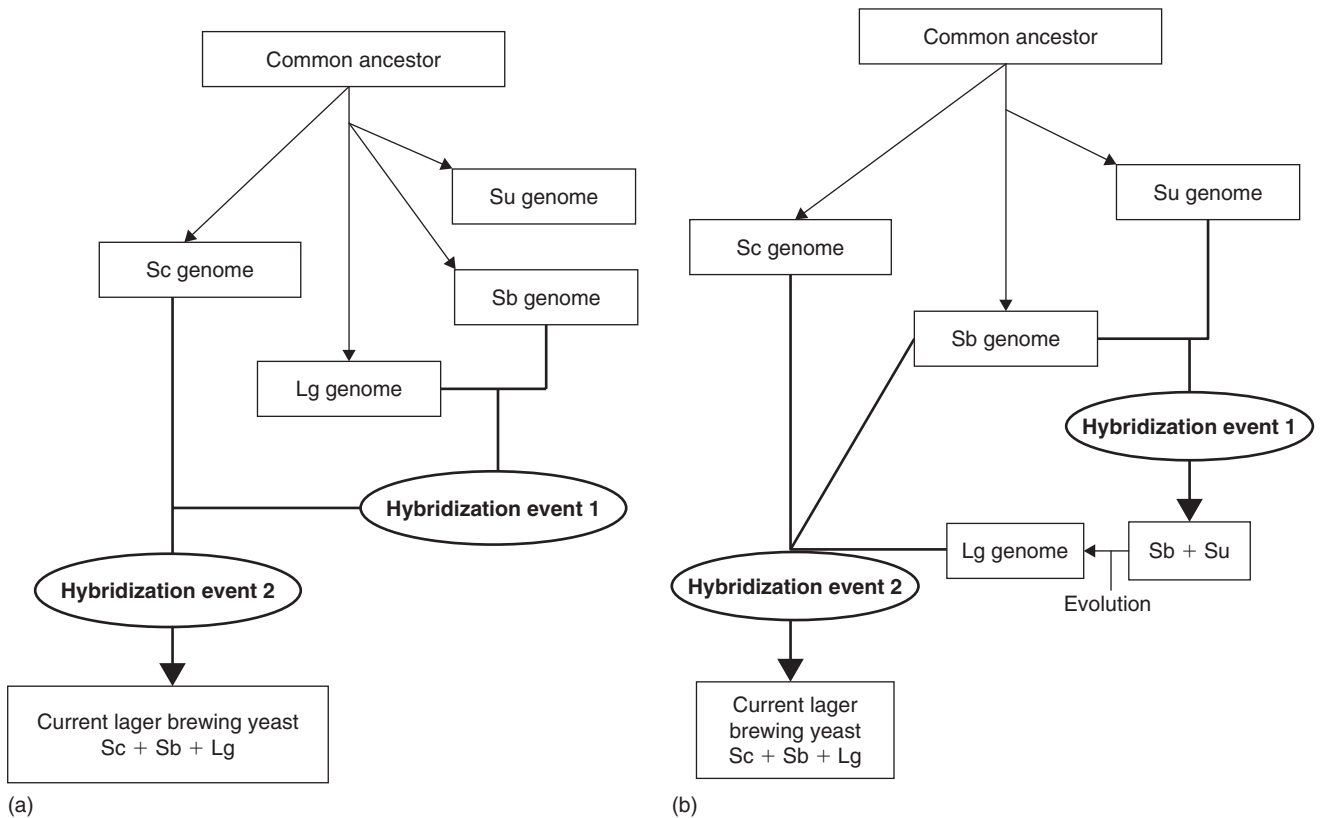 Common ancestor
Su genome
Sc genome
Sb genome
Lg genome
Hybridization event 1
Hybridization event 2
Current lager brewing yeast
Sc + Sb + Lg
(a)
Common ancestor
Su genome
Sc genome
Sb genome
Hybridization event 1
Lg genome
Sb + Su
Evolution
Hybridization event 2
Current lager
brewing yeast
Sc + Sb + Lg
(b)